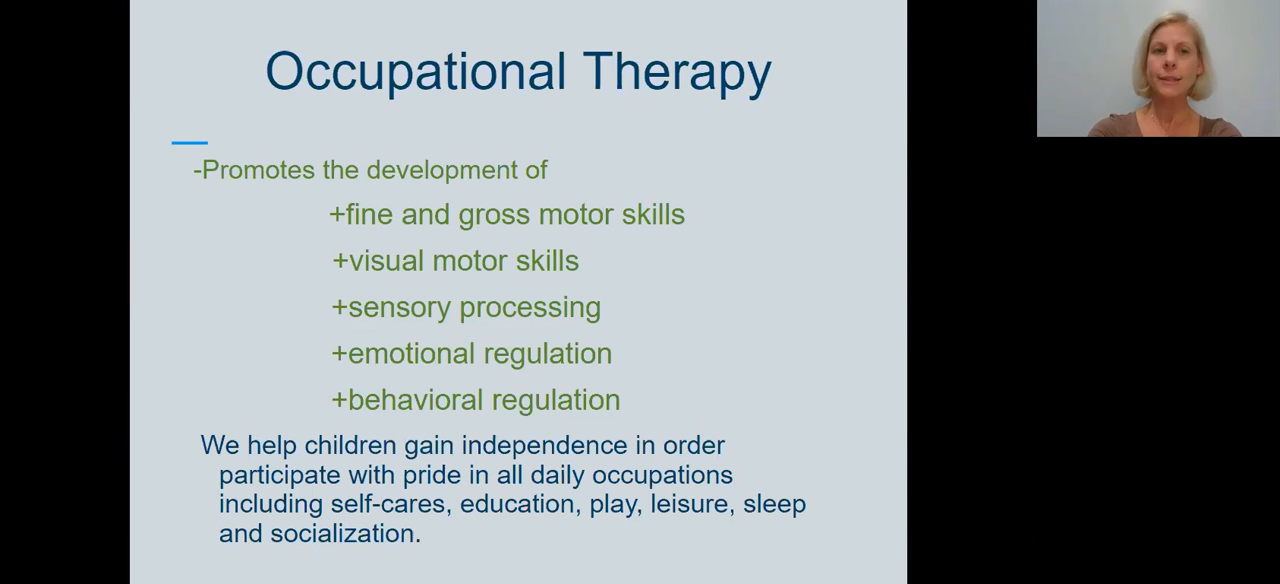 Occupational Therapy
-Promotes the development of
+fine and gross motor skills
+visual motor skills
+sensory processing
+emotional regulation
+behavioral regulation
We help children gain independence in order
participate with pride in all daily occupations
including self-cares, education, play, leisure, sleep
and socialization.